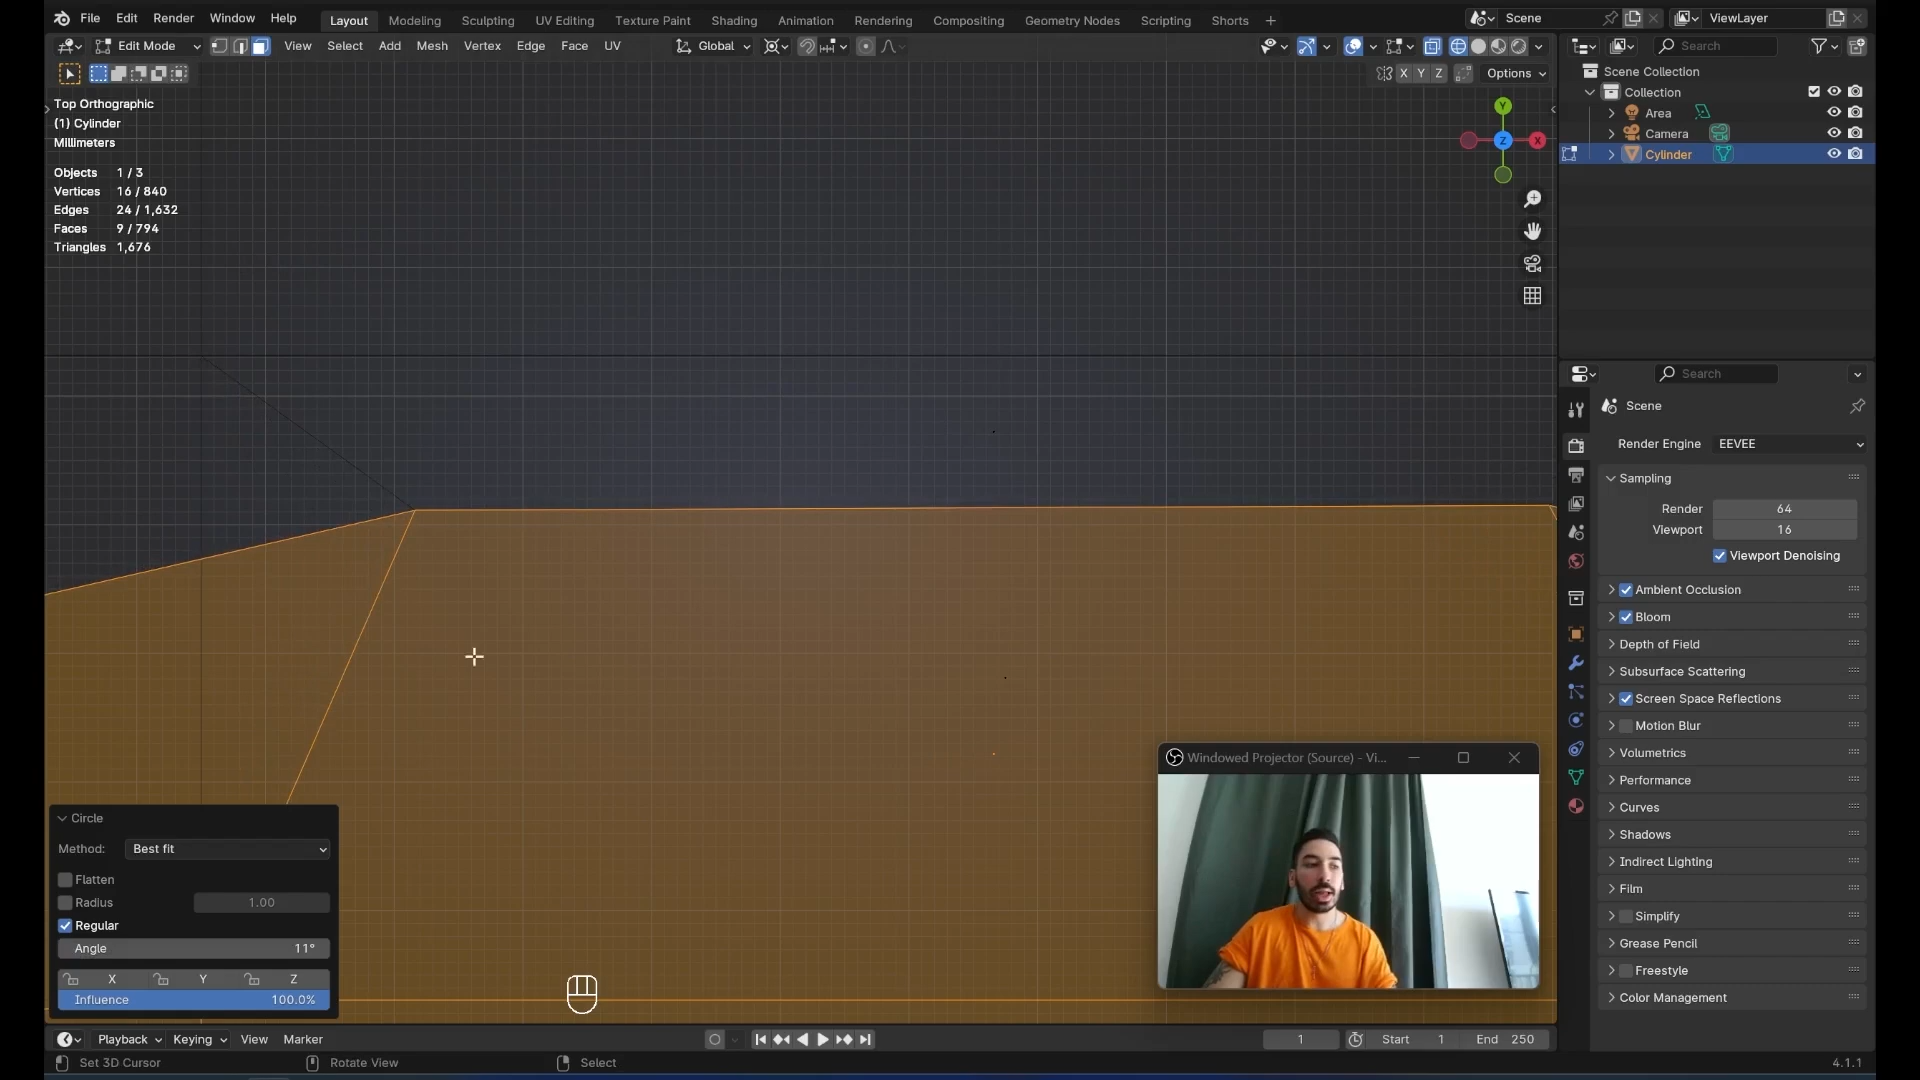 File Edit Render Window Help Layout Modeling Sculpting UV Editing Texture Paint Shading Animation Rendering Compositing Geometry Nodes Scripting Shorts + Scene ViewLayer
Edit Mode View Select Add Mesh Vertex Edge Face UV Global Search
X Y Z Options
Scene Collection
Collection
Area
Camera
Cylinder
Top Orthographic
(1) Cylinder
Millimeters
Objects 1 / 3
Vertices 16 / 840
Edges 24 / 1,632
Faces 9 / 794
Triangles 1,676
Y
Z X
Search
Scene
Render Engine EEVEE
Sampling
Render 64
Viewport 16
Viewport Denoising
Ambient Occlusion
Bloom
Depth of Field
Subsurface Scattering
Screen Space Reflections
Motion Blur
Volumetrics
Performance
Curves
Shadows
Indirect Lighting
Film
Simplify
Grease Pencil
Freestyle
Color Management
Windowed Projector (Source) - Vi...
Circle
Method: Best fit
Flatten
Radius 1.00
Regular
Angle 11°
X Y Z
Influence 100.0%
Playback Keying View Marker 1 Start 1 End 250
Set 3D Cursor Rotate View Select 4.1.1